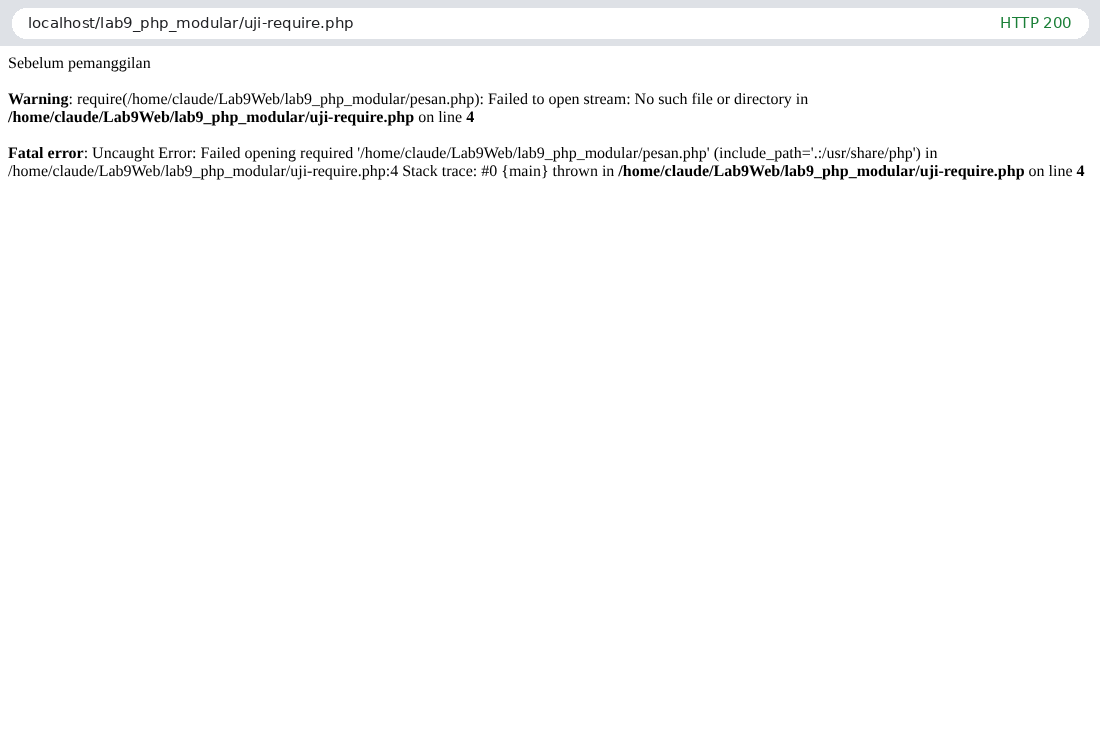 localhost/lab9_php_modular/uji-require.php HTTP 200
Sebelum pemanggilan
Warning: require(/home/claude/Lab9Web/lab9_php_modular/pesan.php): Failed to open stream: No such file or directory in
/home/claude/Lab9Web/lab9_php_modular/uji-require.php on line 4
Fatal error: Uncaught Error: Failed opening required '/home/claude/Lab9Web/lab9_php_modular/pesan.php' (include_path='.:/usr/share/php') in
/home/claude/Lab9Web/lab9_php_modular/uji-require.php:4 Stack trace: #0 {main} thrown in /home/claude/Lab9Web/lab9_php_modular/uji-require.php on line 4